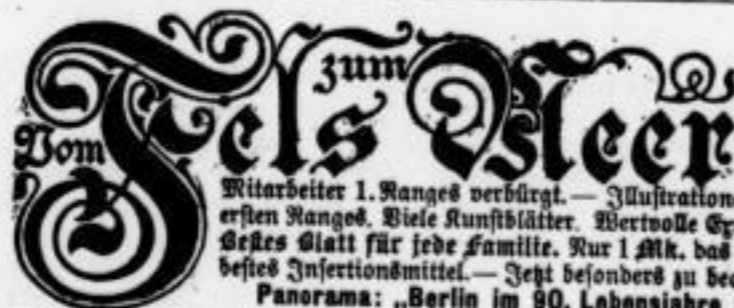 Vom Fels zum Meer
Mitarbeiter 1. Ranges verbürgt. — Illustration
ersten Ranges. Viele Kunstblätter. Wertvolle
Bestes Blatt für jede Familie. Nur 1 Mk. das
bestes Insertionsmittel. — Jetzt besonders zu
Panorama: „Berlin im 90. Lebensjahre